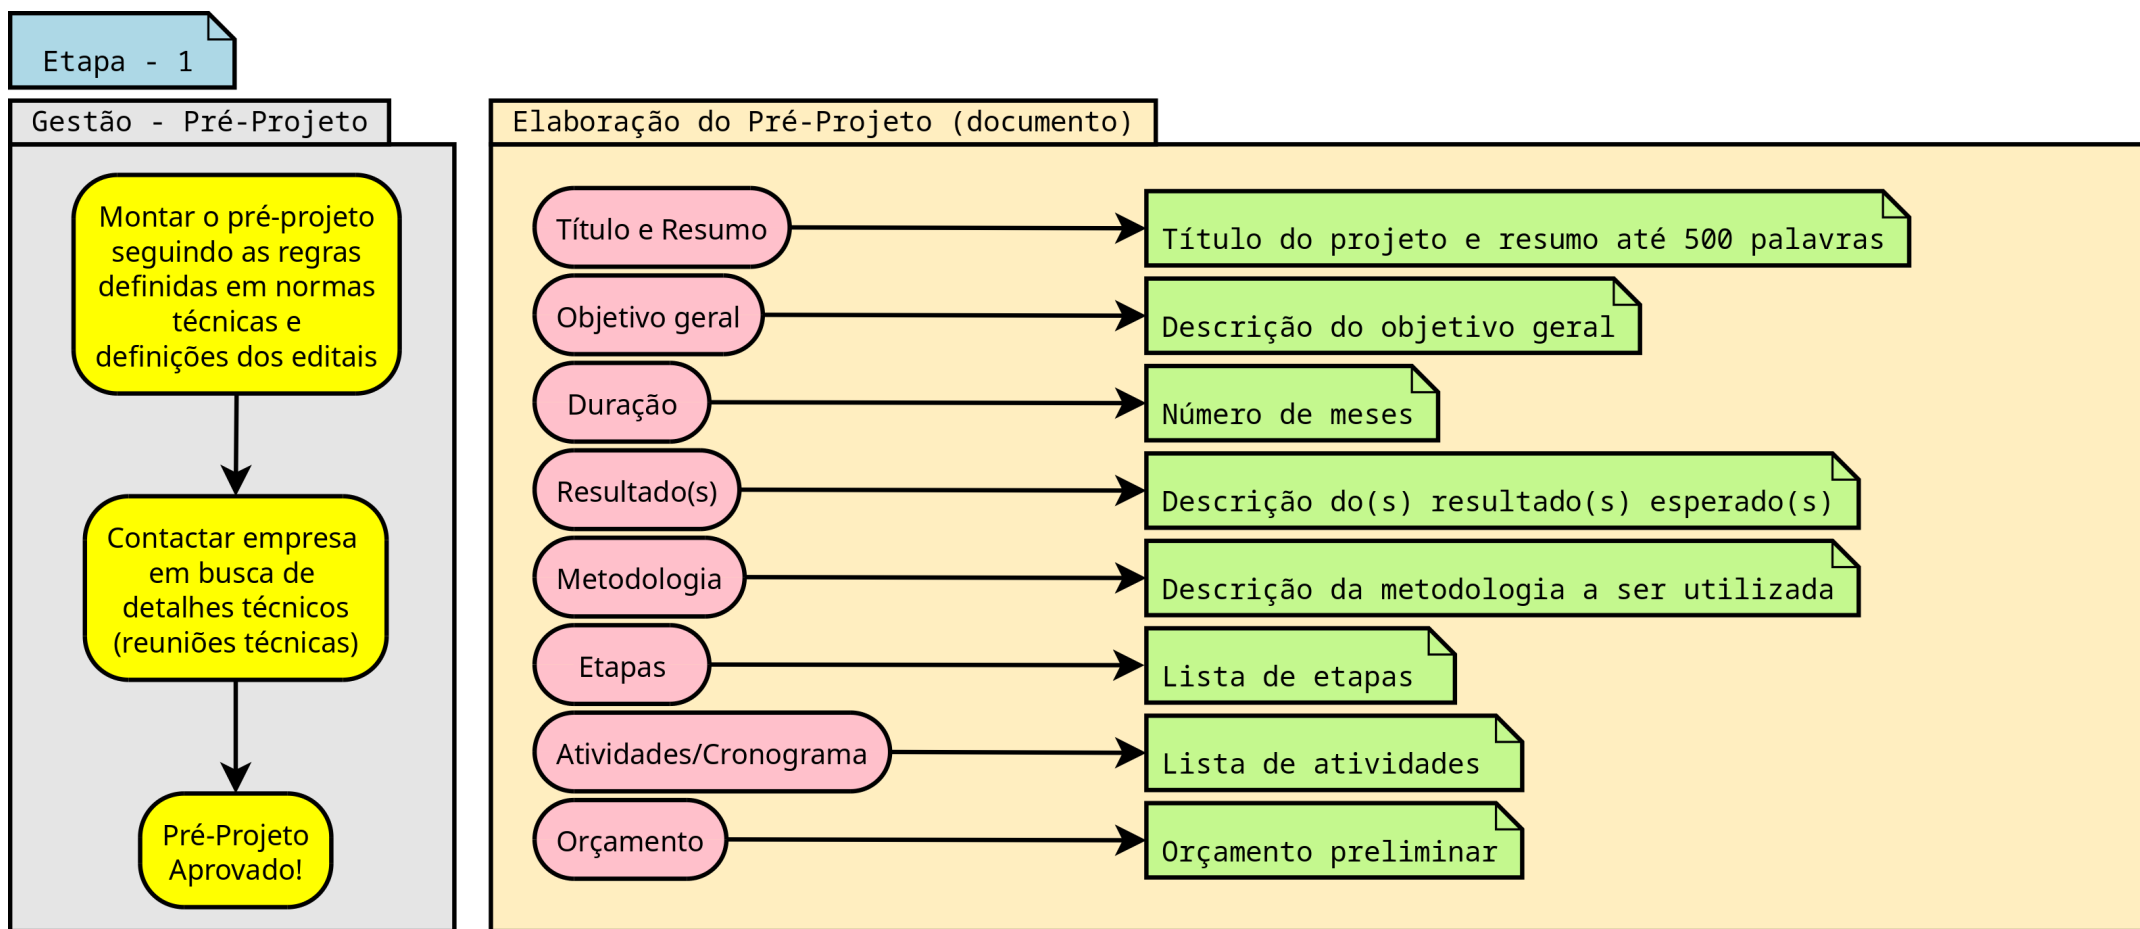 Etapa - 1
Gestão - Pré-Projeto
Montar o pré-projeto
seguindo as regras
definidas em normas
técnicas e
definições dos editais
Contactar empresa
em busca de
detalhes técnicos
(reuniões técnicas)
Pré-Projeto
Aprovado!
Elaboração do Pré-Projeto (documento)
Título e Resumo
Título do projeto e resumo até 500 palavras
Objetivo geral
Descrição do objetivo geral
Duração
Número de meses
Resultado(s)
Descrição do(s) resultado(s) esperado(s)
Metodologia
Descrição da metodologia a ser utilizada
Etapas
Lista de etapas
Atividades/Cronograma
Lista de atividades
Orçamento
Orçamento preliminar